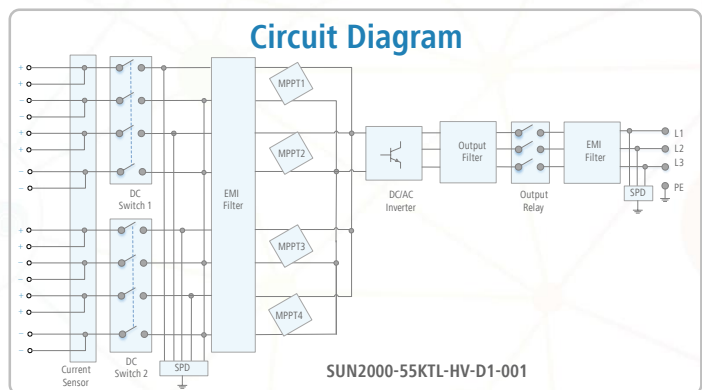 Circuit Diagram
+
+
−
−
+
+
−
−
+
+
−
−
+
+
−
−
Current
Sensor
DC
Switch 1
DC
Switch 2
SPD
EMI
Filter
MPPT1
MPPT2
MPPT3
MPPT4
DC/AC
Inverter
Output
Filter
Output
Relay
EMI
Filter
SPD
L1
L2
L3
PE
SUN2000-55KTL-HV-D1-001